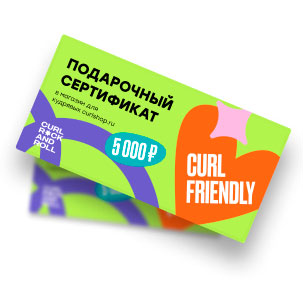 ПОДАРОЧНЫЙ
СЕРТИФИКАТ
в магазин для
кудрявых curlshop.ru
5 000 ₽
CURL
ROCK
AND
ROLL
CURL
FRIENDLY